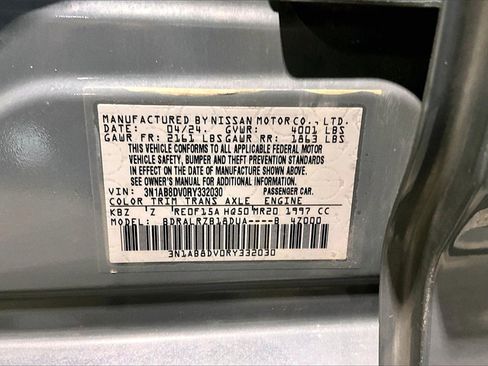 MANUFACTURED BY NISSAN MOTOR CO., LTD.
DATE: 04/24 GVWR: 4001 LBS
GAWR FR: 2161 LBS GAWR RR: 1863 LBS
THIS VEHICLE CONFORMS TO ALL APPLICABLE FEDERAL MOTOR
VEHICLE SAFETY, BUMPER AND THEFT PREVENTION STANDARDS
IN EFFECT ON THE DATE OF MANUFACTURE SHOWN ABOVE.
SEE OWNER'S MANUAL FOR ADDITIONAL INFORMATION.
VIN: 3N1AB8DV0RY332030 PASSENGER CAR.
COLOR TRIM TRANS AXLE ENGINE
KBZ Z RE0F15A HQ50 MR20 1997 CC
MODEL: BDRALRZB18DUA----B 4Z000
3N1AB8DV0RY332030